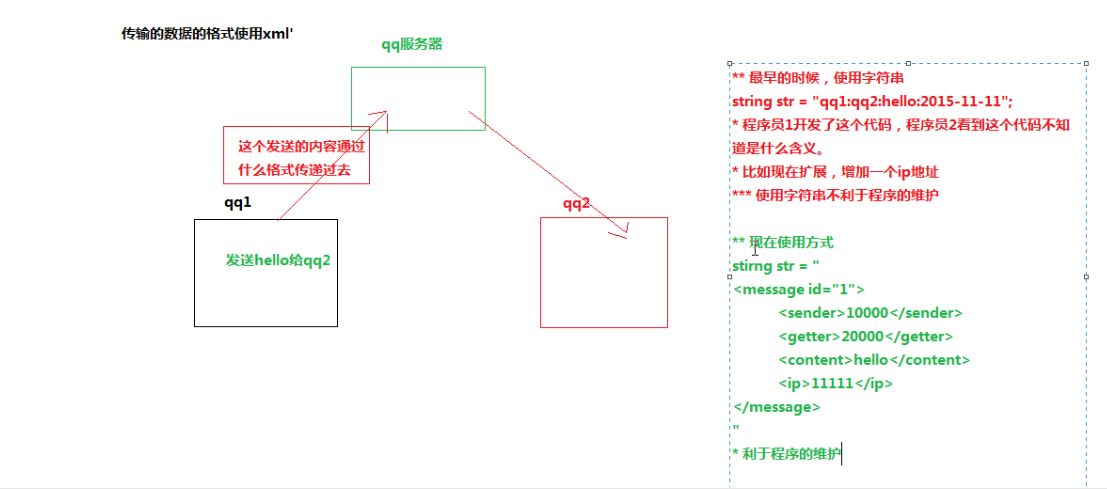 传输的数据的格式使用xml'
qq服务器
这个发送的内容通过
什么格式传递过去
qq1
qq2
发送hello给qq2
** 最早的时候，使用字符串
string str = "qq1:qq2:hello:2015-11-11";
* 程序员1开发了这个代码，程序员2看到这个代码不知
道是什么含义。
* 比如现在扩展，增加一个ip地址
*** 使用字符串不利于程序的维护
** 现在使用方式
stirng str = "
<message id="1">
<sender>10000</sender>
<getter>20000</getter>
<content>hello</content>
<ip>11111</ip>
</message>
"
* 利于程序的维护